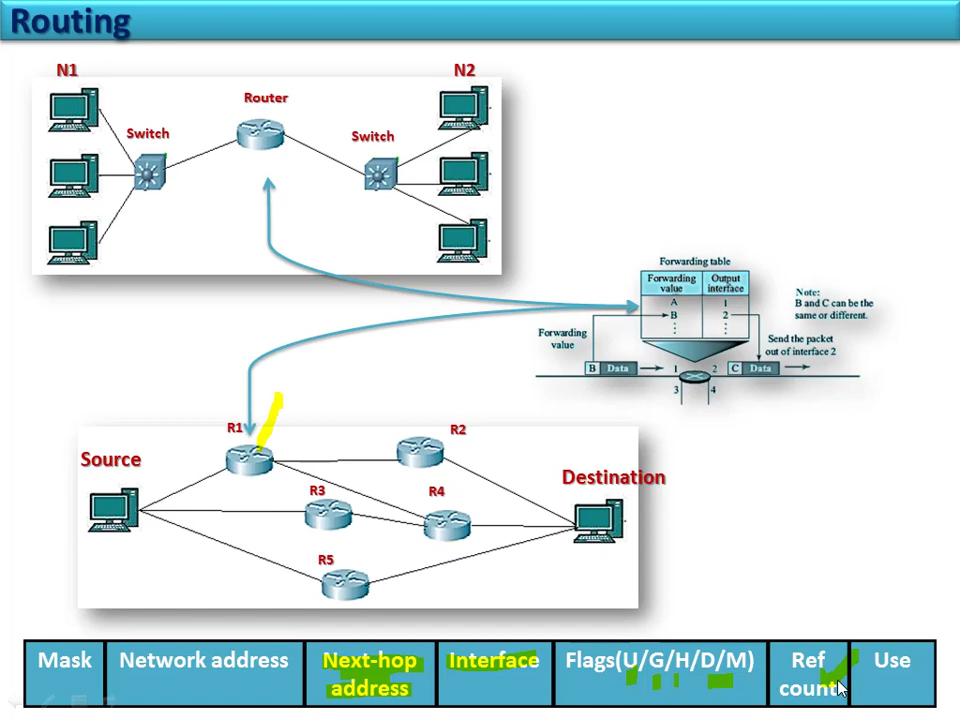 Routing
N1
N2
Router
Switch
Switch
Forwarding table
Forwarding value
Output interface
A 1
B 2
Note:
B and C can be the
same or different.
Forwarding
value
Send the packet
out of interface 2
B Data
1
2
C Data
3
4
R1
R2
Source
Destination
R3
R4
R5
Mask
Network address
Next-hop
address
Interface
Flags(U/G/H/D/M)
Ref
count
Use